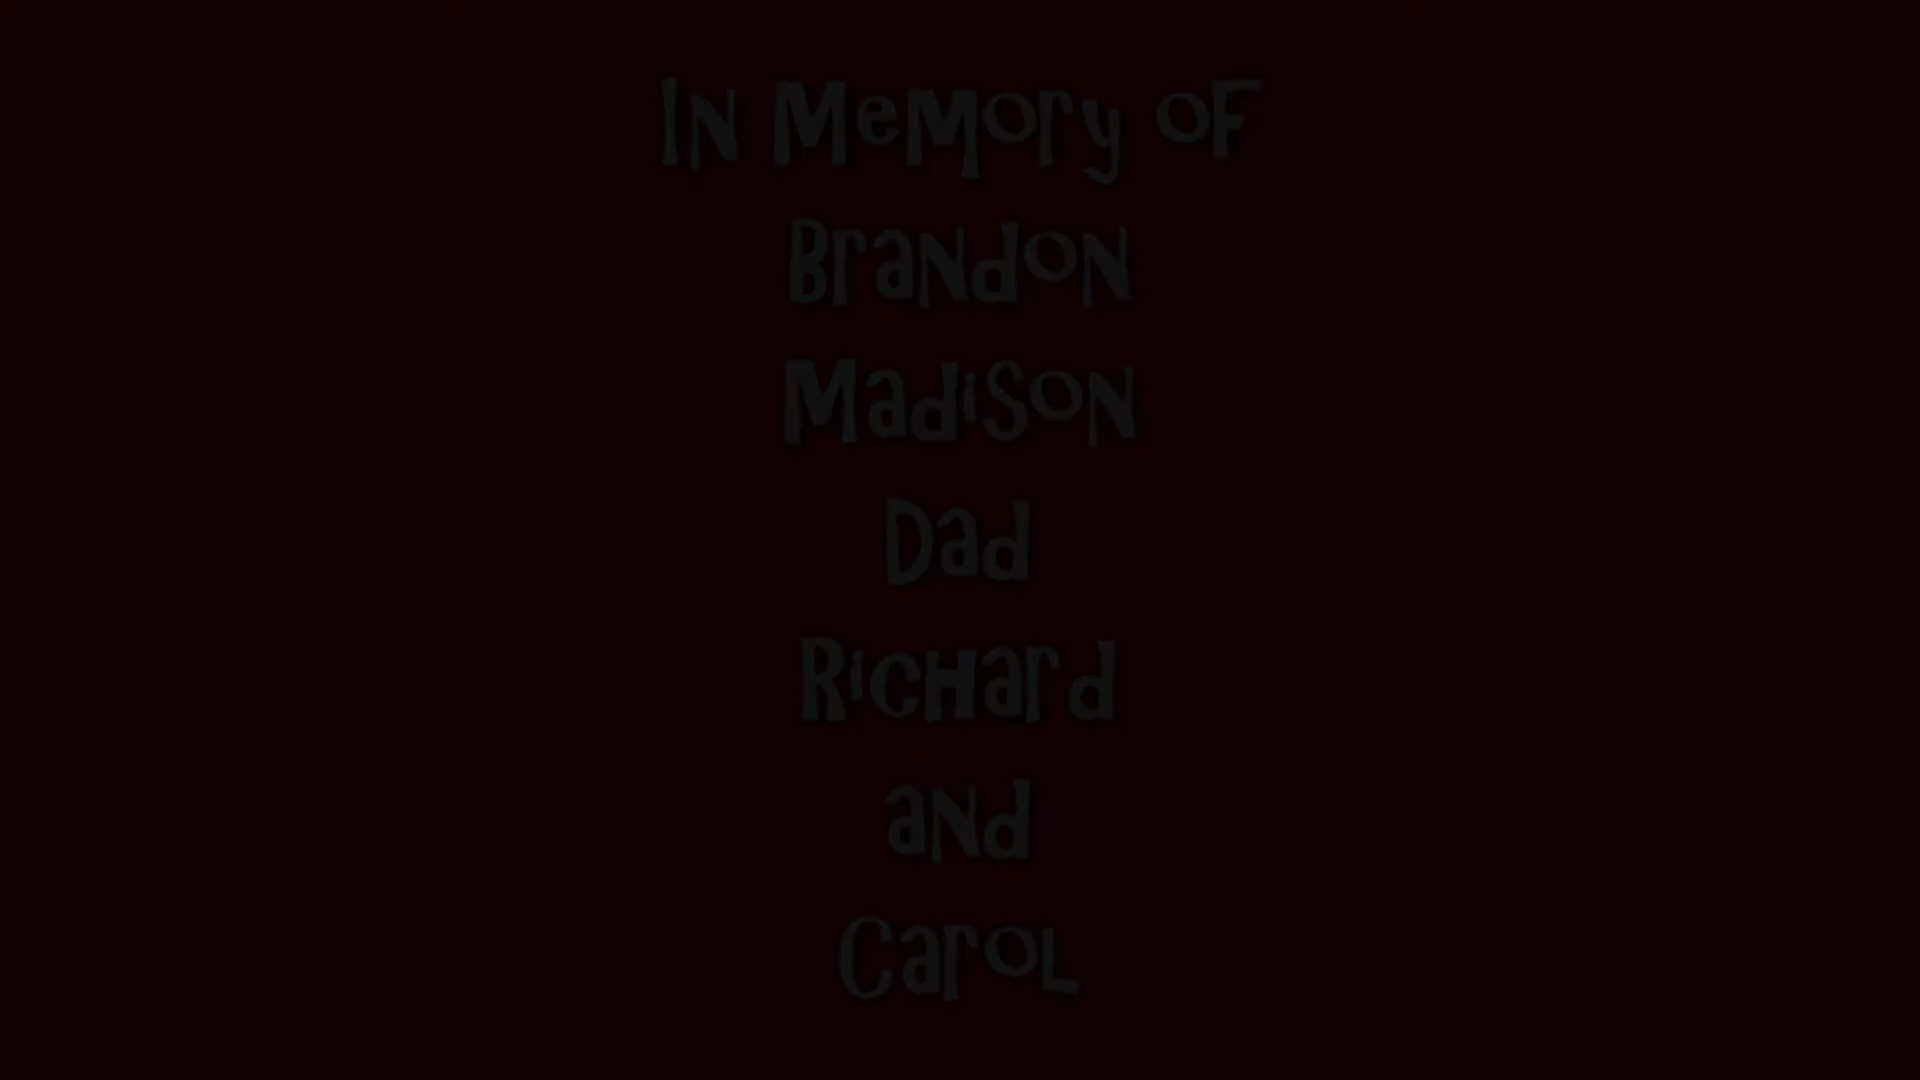 In Memory of
Brandon
Madison
Dad
Richard
and
Carol